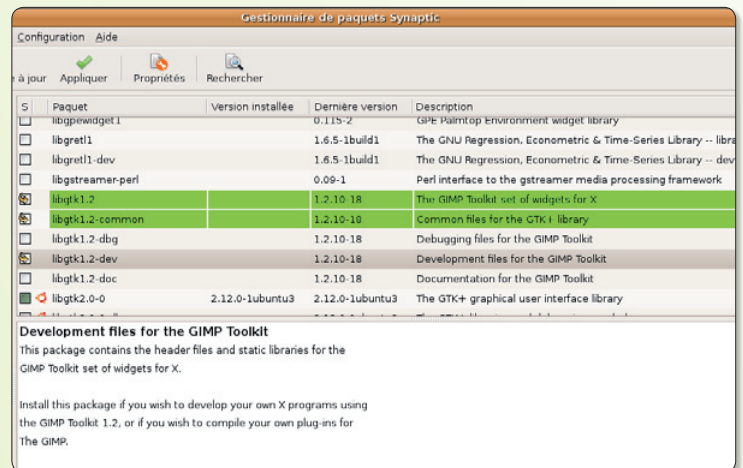 Gestionnaire de paquets Synaptic
Configuration Aide
à jour Appliquer Propriétés Rechercher
S Paquet Version installée Dernière version Description
libgpewidget1 0.115-2 GPE Palmtop Environment widget library
libgretl1 1.6.5-1build1 The GNU Regression, Econometric & Time-Series Library -- libra
libgretl1-dev 1.6.5-1build1 The GNU Regression, Econometric & Time-Series Library -- dev
libgstreamer-perl 0.09-1 Perl interface to the gstreamer media processing framework
libgtk1.2 1.2.10-18 The GIMP Toolkit set of widgets for X
libgtk1.2-common 1.2.10-18 Common files for the GTK+ library
libgtk1.2-dbg 1.2.10-18 Debugging files for the GIMP Toolkit
libgtk1.2-dev 1.2.10-18 Development files for the GIMP Toolkit
libgtk1.2-doc 1.2.10-18 Documentation for the GIMP Toolkit
libgtk2.0-0 2.12.0-1ubuntu3 2.12.0-1ubuntu3 The GTK+ graphical user interface library
Development files for the GIMP Toolkit
This package contains the header files and static libraries for the
GIMP Toolkit set of widgets for X.
Install this package if you wish to develop your own X programs using
the GIMP Toolkit 1.2, or if you wish to compile your own plug-ins for
The GIMP.